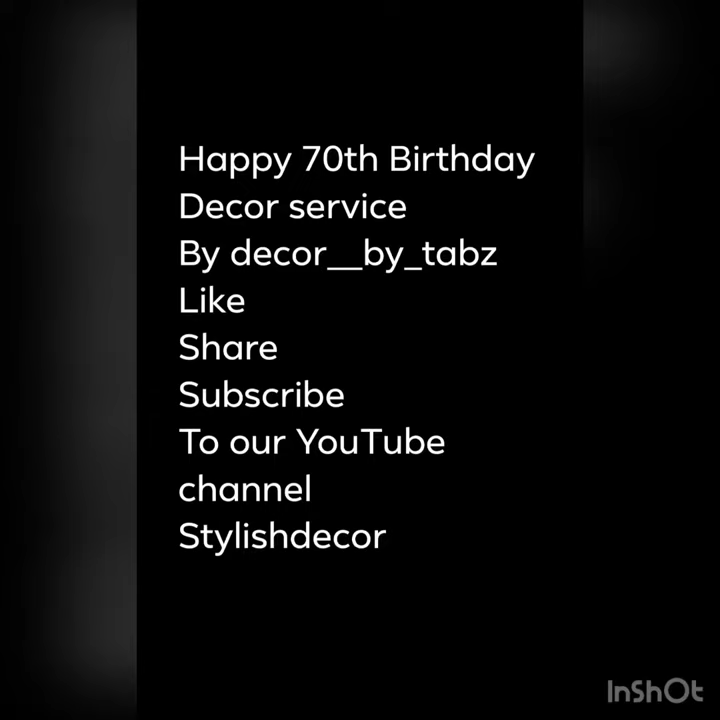 Happy 70th Birthday
Decor service
By decor__by_tabz
Like
Share
Subscribe
To our YouTube
channel
Stylishdecor
InShOt